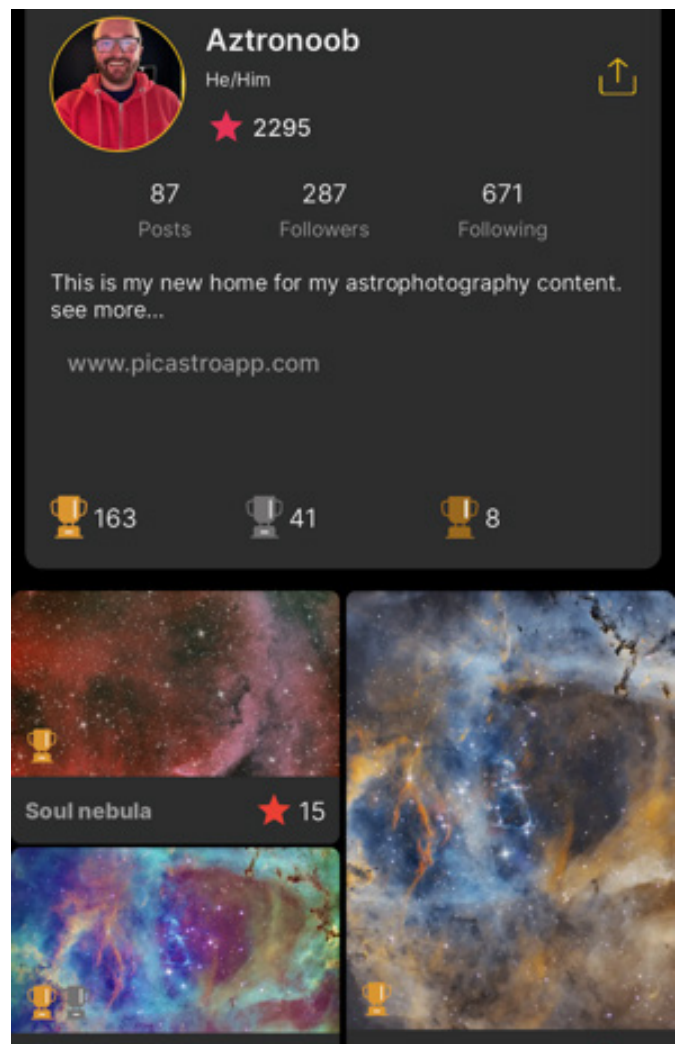 Aztronoob
He/Him
2295
87 287 671
Posts Followers Following
This is my new home for my astrophotography content.
see more...
www.picastroapp.com
163 41 8
Soul nebula 15